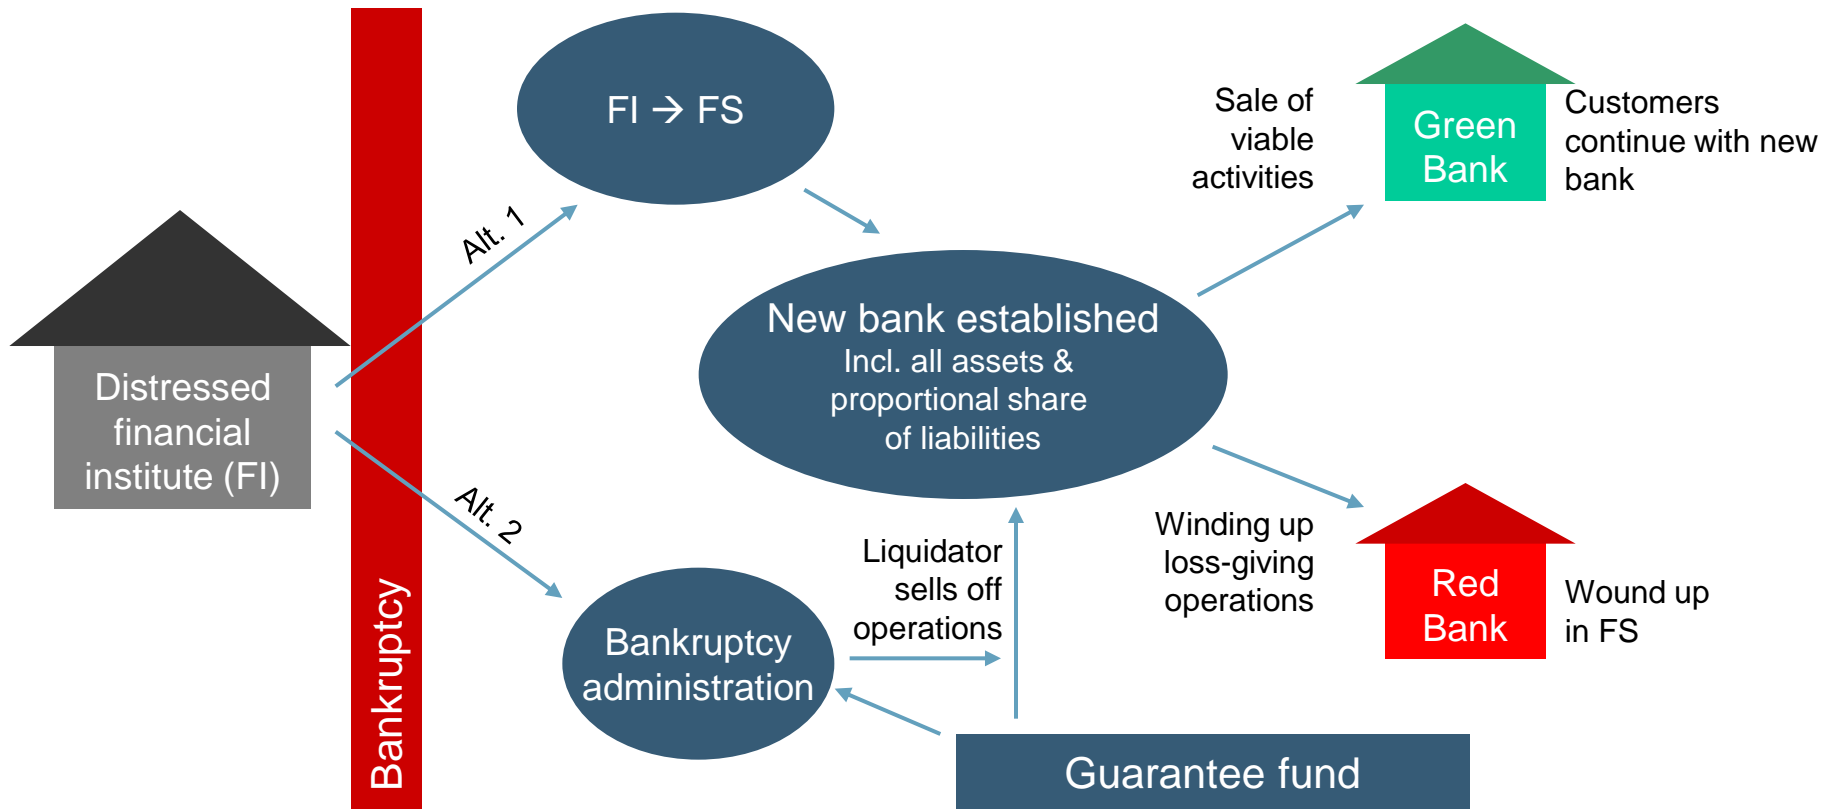 FI → FS
Sale of
viable
activities
Green
Bank
Customers
continue with new
bank
Alt. 1
New bank established
Incl. all assets &
proportional share
of liabilities
Distressed
financial
institute (FI)
Alt. 2
Bankruptcy
Liquidator
sells off
operations
Winding up
loss-giving
operations
Red
Bank
Wound up
in FS
Bankruptcy
administration
Guarantee fund